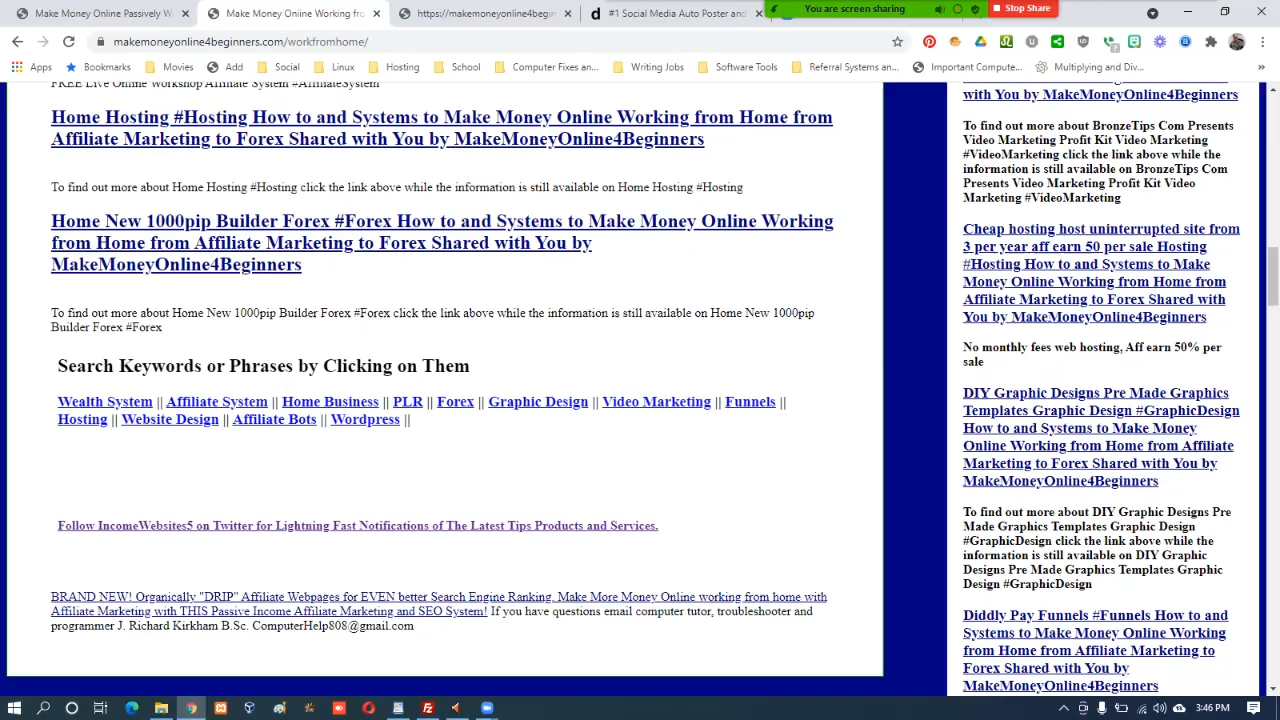 Make Money Online Passively W
Make Money Working fro
https://makemoneyonline4begin
#1 Social Media Auto Poster and
You are screen sharing
Stop Share
makemoneyonline4beginners.com/workfromhome/
Apps
Bookmarks
Movies
Add
Social
Linux
Hosting
School
Computer Fixes an...
Writing Jobs
Software Tools
Referral Systems an...
Important Compute...
Multiplying and Div...
»
FREE Live Online Workshop Affiliate System #AffiliateSystem
Home Hosting #Hosting How to and Systems to Make Money Online Working from Home from
Affiliate Marketing to Forex Shared with You by MakeMoneyOnline4Beginners
To find out more about Home Hosting #Hosting click the link above while the information is still available on Home Hosting #Hosting
Home New 1000pip Builder Forex #Forex How to and Systems to Make Money Online Working
from Home from Affiliate Marketing to Forex Shared with You by
MakeMoneyOnline4Beginners
To find out more about Home New 1000pip Builder Forex #Forex click the link above while the information is still available on Home New 1000pip
Builder Forex #Forex
Search Keywords or Phrases by Clicking on Them
Wealth System || Affiliate System || Home Business || PLR || Forex || Graphic Design || Video Marketing || Funnels ||
Hosting || Website Design || Affiliate Bots || Wordpress ||
Follow IncomeWebsites5 on Twitter for Lightning Fast Notifications of The Latest Tips Products and Services.
BRAND NEW! Organically "DRIP" Affiliate Webpages for EVEN better Search Engine Ranking. Make More Money Online working from home with
Affiliate Marketing with THIS Passive Income Affiliate Marketing and SEO System! If you have questions email computer tutor, troubleshooter and
programmer J. Richard Kirkham B.Sc. ComputerHelp808@gmail.com
with You by MakeMoneyOnline4Beginners
To find out more about BronzeTips Com Presents
Video Marketing Profit Kit Video Marketing
#VideoMarketing click the link above while the
information is still available on BronzeTips Com
Presents Video Marketing Profit Kit Video
Marketing #VideoMarketing
Cheap hosting host uninterrupted site from
3 per year aff earn 50 per sale Hosting
#Hosting How to and Systems to Make
Money Online Working from Home from
Affiliate Marketing to Forex Shared with
You by MakeMoneyOnline4Beginners
No monthly fees web hosting, Aff earn 50% per
sale
DIY Graphic Designs Pre Made Graphics
Templates Graphic Design #GraphicDesign
How to and Systems to Make Money
Online Working from Home from Affiliate
Marketing to Forex Shared with You by
MakeMoneyOnline4Beginners
To find out more about DIY Graphic Designs Pre
Made Graphics Templates Graphic Design
#GraphicDesign click the link above while the
information is still available on DIY Graphic
Designs Pre Made Graphics Templates Graphic
Design #GraphicDesign
Diddly Pay Funnels #Funnels How to and
Systems to Make Money Online Working
from Home from Affiliate Marketing to
Forex Shared with You by
MakeMoneyOnline4Beginners
3:46 PM